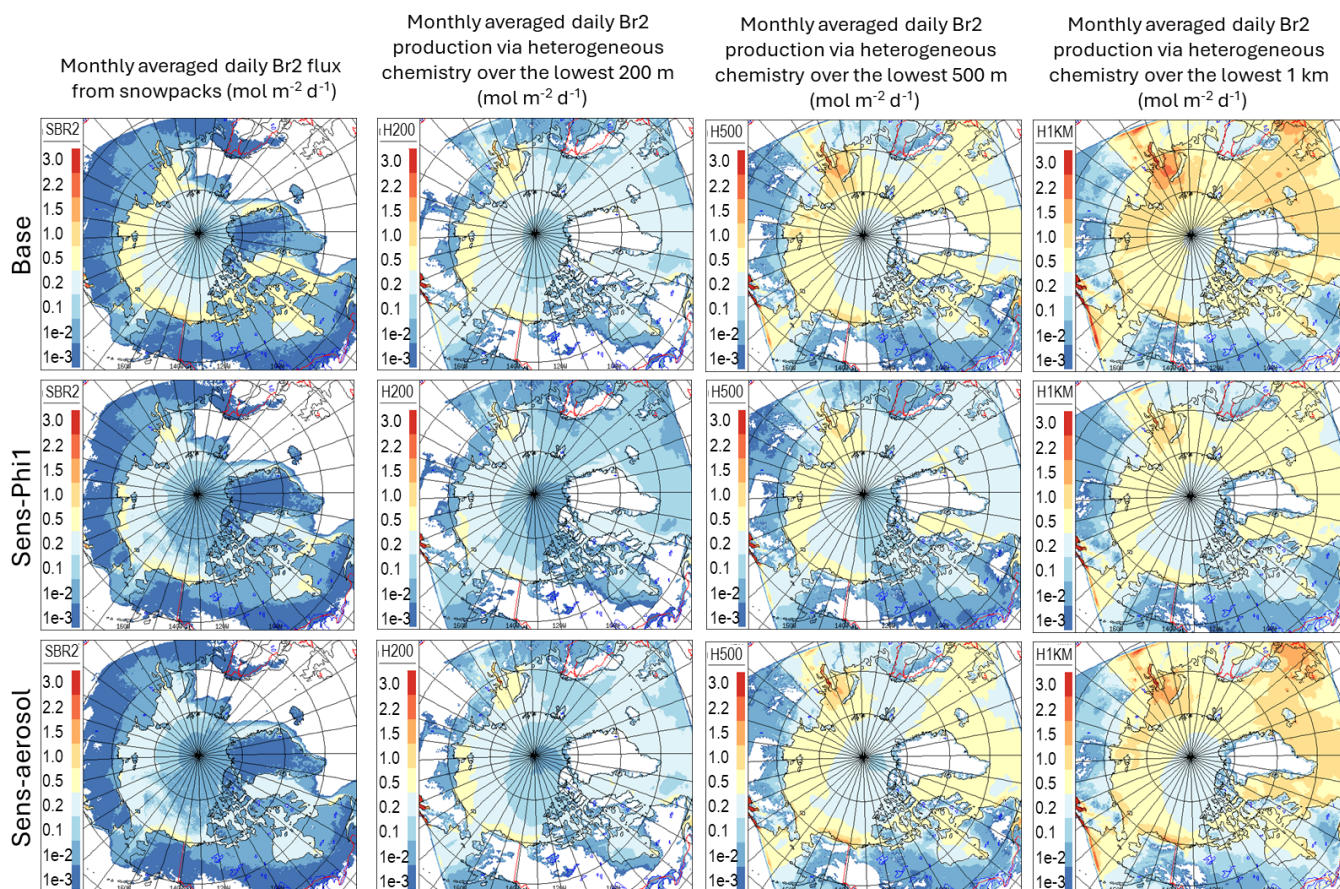 Monthly averaged daily Br2 flux
from snowpacks (mol m⁻² d⁻¹)
Monthly averaged daily Br2
production via heterogeneous
chemistry over the lowest 200 m
(mol m⁻² d⁻¹)
Monthly averaged daily Br2
production via heterogeneous
chemistry over the lowest 500 m
(mol m⁻² d⁻¹)
Monthly averaged daily Br2
production via heterogeneous
chemistry over the lowest 1 km
(mol m⁻² d⁻¹)
Base
SBR2
3.0
2.2
1.5
1.0
0.5
0.2
0.1
1e-2
1e-3
H200
3.0
2.2
1.5
1.0
0.5
0.2
0.1
1e-2
1e-3
H500
3.0
2.2
1.5
1.0
0.5
0.2
0.1
1e-2
1e-3
H1KM
3.0
2.2
1.5
1.0
0.5
0.2
0.1
1e-2
1e-3
Sens-Phi1
SBR2
3.0
2.2
1.5
1.0
0.5
0.2
0.1
1e-2
1e-3
H200
3.0
2.2
1.5
1.0
0.5
0.2
0.1
1e-2
1e-3
H500
3.0
2.2
1.5
1.0
0.5
0.2
0.1
1e-2
1e-3
H1KM
3.0
2.2
1.5
1.0
0.5
0.2
0.1
1e-2
1e-3
Sens-aerosol
SBR2
3.0
2.2
1.5
1.0
0.5
0.2
0.1
1e-2
1e-3
H200
3.0
2.2
1.5
1.0
0.5
0.2
0.1
1e-2
1e-3
H500
3.0
2.2
1.5
1.0
0.5
0.2
0.1
1e-2
1e-3
H1KM
3.0
2.2
1.5
1.0
0.5
0.2
0.1
1e-2
1e-3